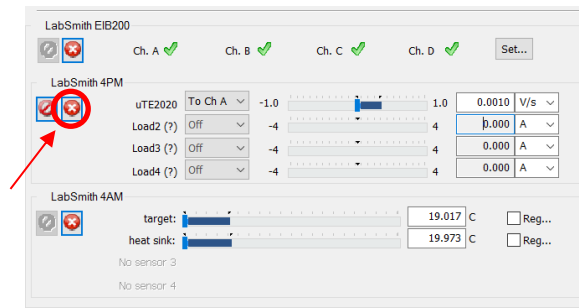 LabSmith EIB200
Ch. A Ch. B Ch. C Ch. D Set...
LabSmith 4PM
uTE2020 To Ch A -1.0 1.0 0.0010 V/s
Load2 (?) Off -4 4 0.000 A
Load3 (?) Off -4 4 0.000 A
Load4 (?) Off -4 4 0.000 A
LabSmith 4AM
target: 19.017 C Reg...
heat sink: 19.973 C Reg...
No sensor 3
No sensor 4